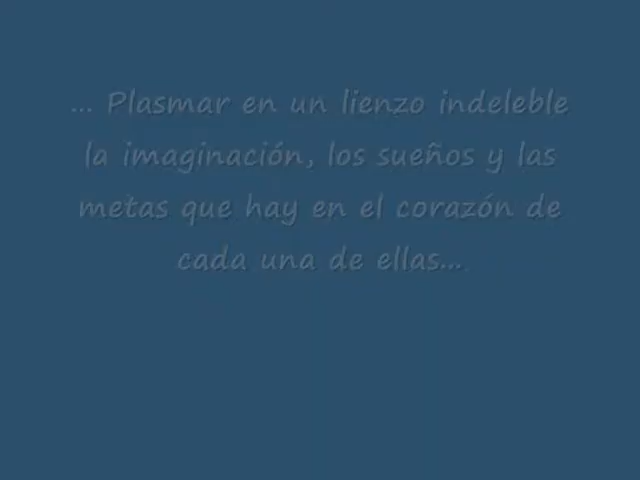 ... Plasmar en un lienzo indeleble
la imaginación, los sueños y las
metas que hay en el corazón de
cada una de ellas...